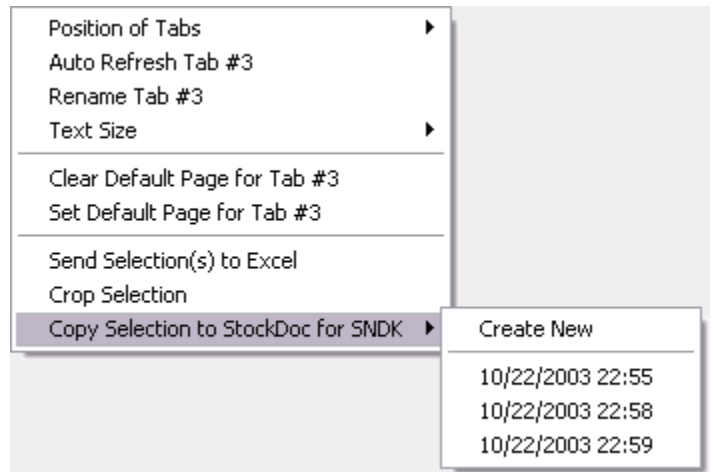 Position of Tabs
Auto Refresh Tab #3
Rename Tab #3
Text Size
Clear Default Page for Tab #3
Set Default Page for Tab #3
Send Selection(s) to Excel
Crop Selection
Copy Selection to StockDoc for SNDK
Create New
10/22/2003 22:55
10/22/2003 22:58
10/22/2003 22:59